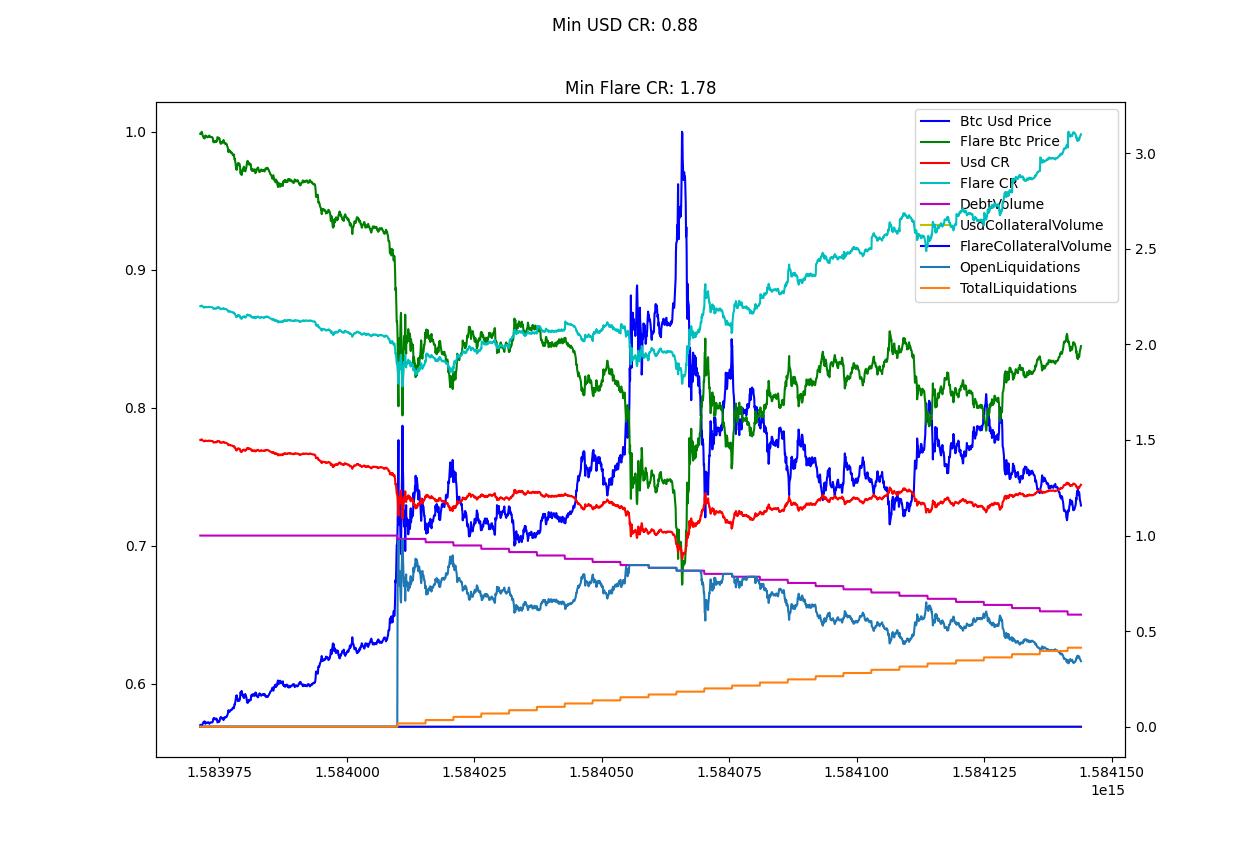 Min USD CR: 0.88
Min Flare CR: 1.78
Btc Usd Price
Flare Btc Price
Usd CR
Flare CR
DebtVolume
UsdCollateralVolume
FlareCollateralVolume
OpenLiquidations
TotalLiquidations
1.0
0.9
0.8
0.7
0.6
3.0
2.5
2.0
1.5
1.0
0.5
0.0
1.583975 1.584000 1.584025 1.584050 1.584075 1.584100 1.584125 1.584150
1e15